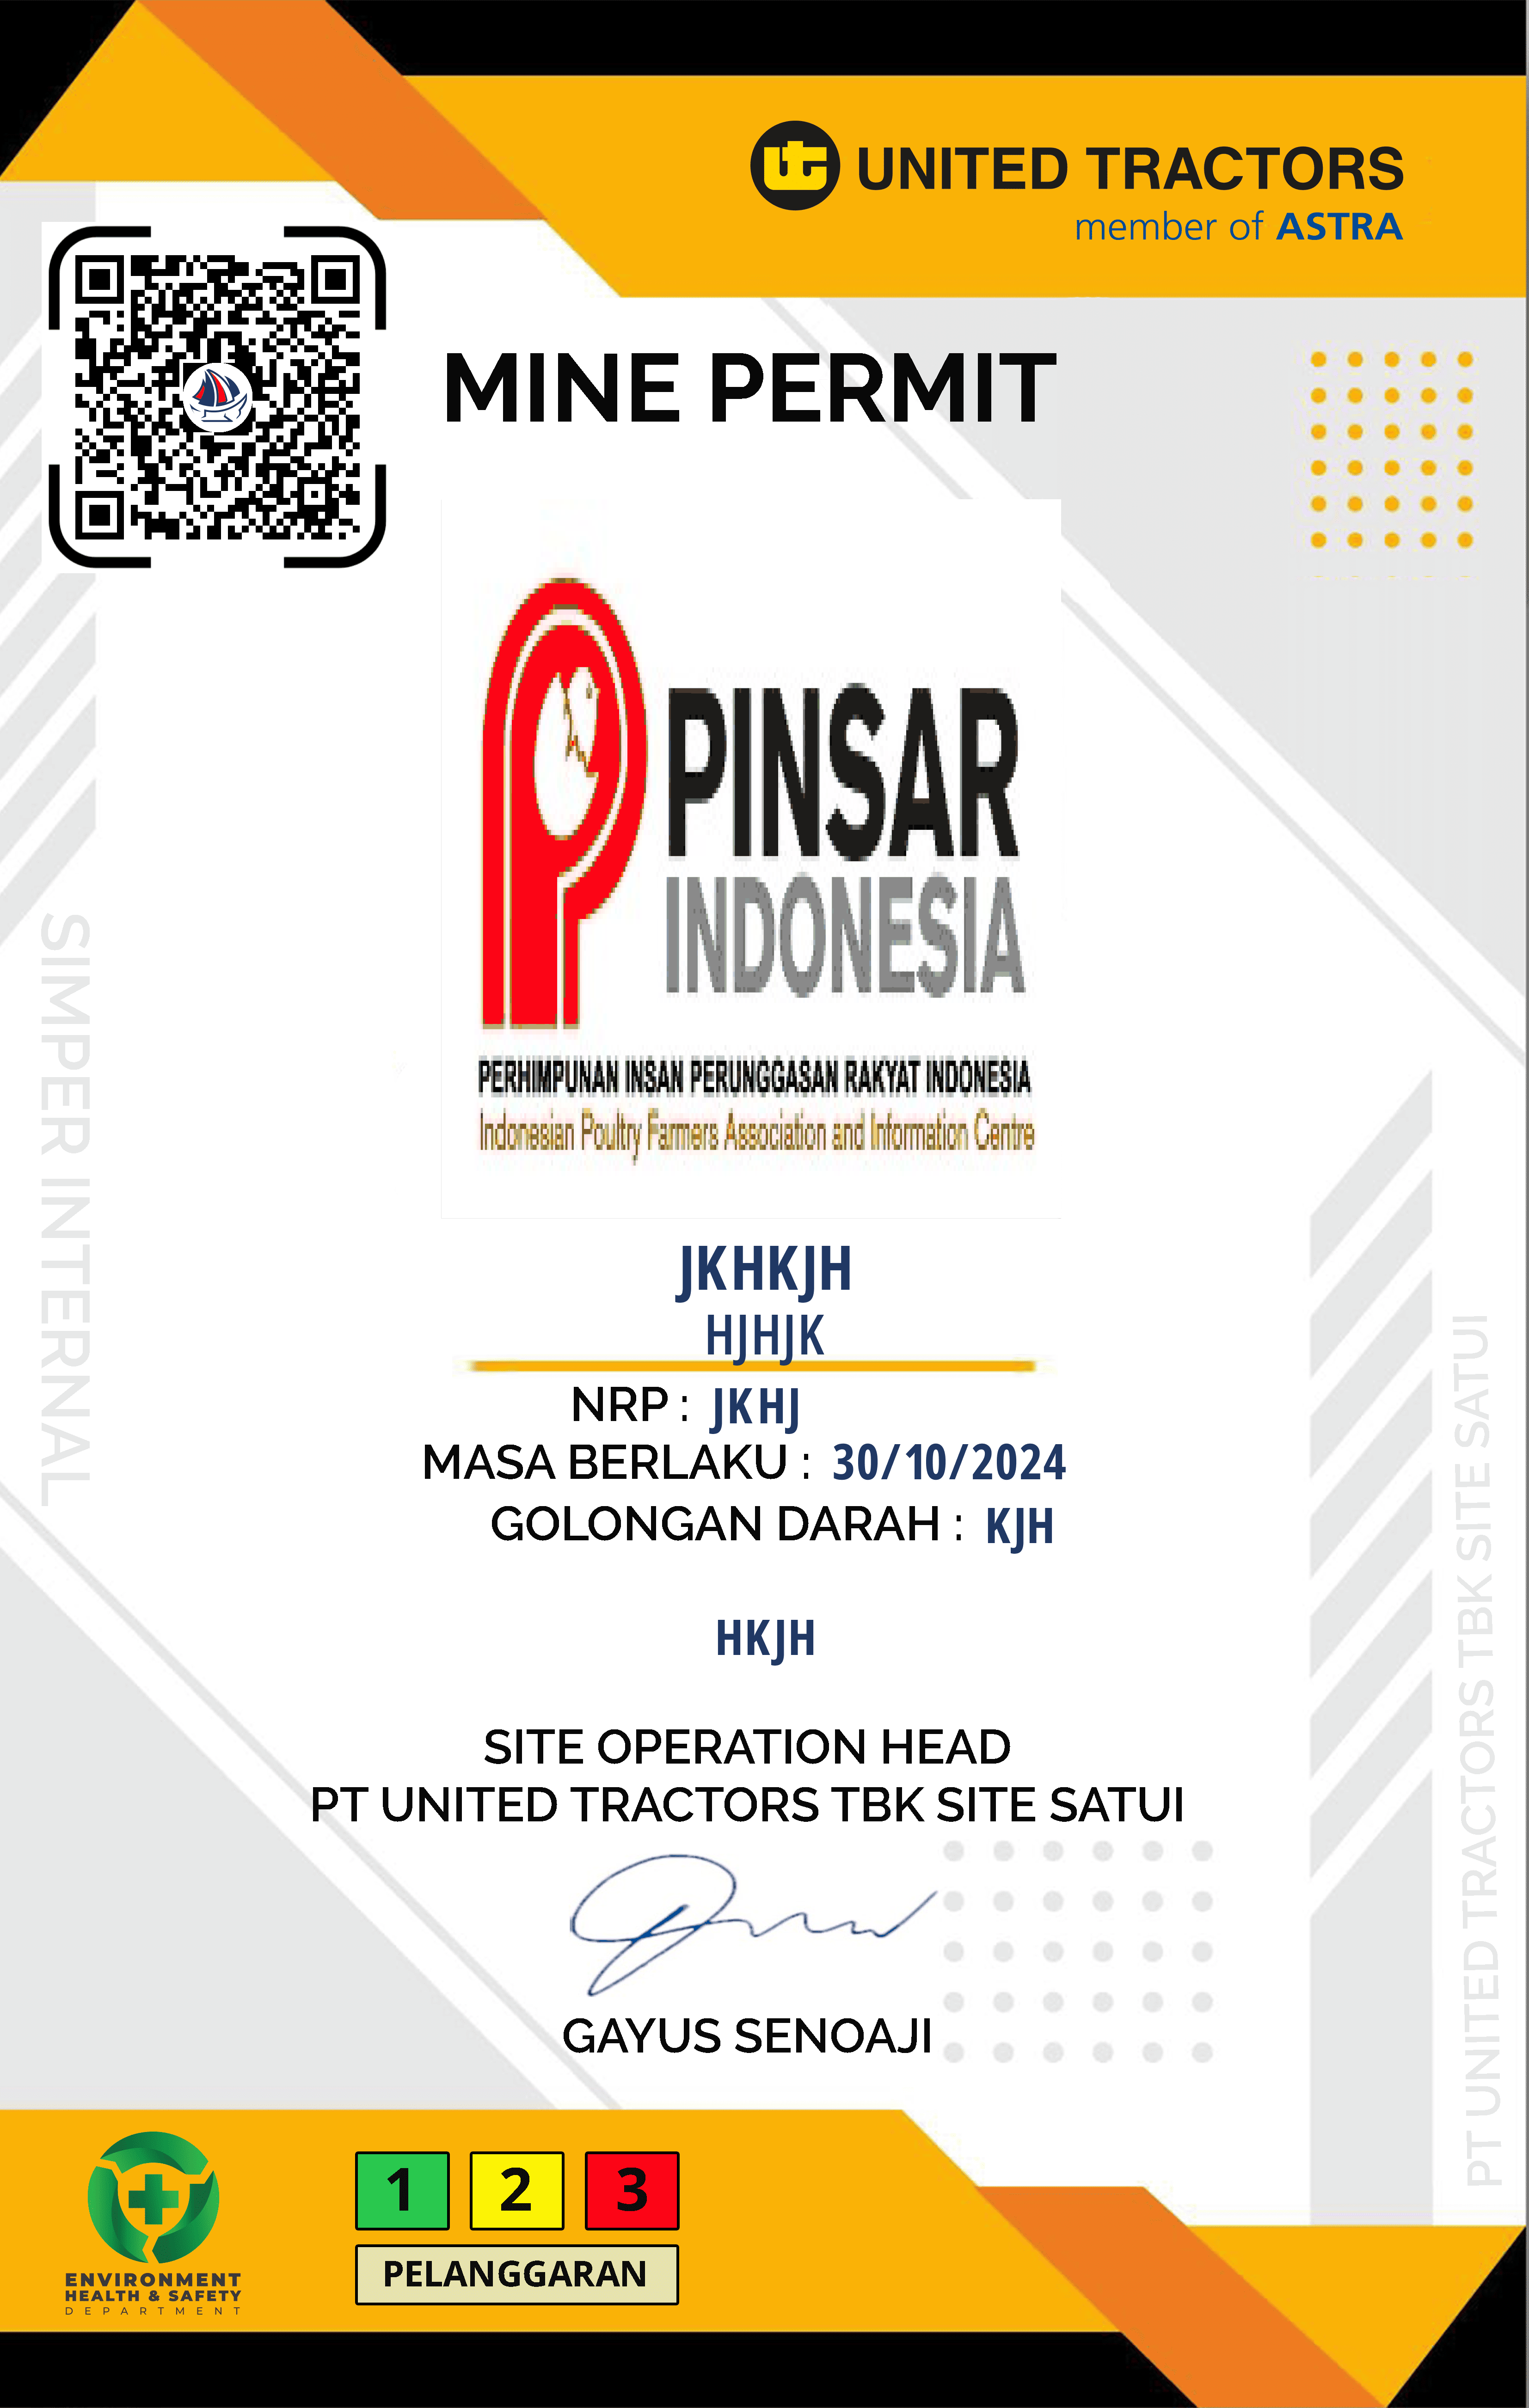 UNITED TRACTORS
member of ASTRA
MINE PERMIT
PINSAR
INDONESIA
PERHIMPUNAN INSAN PERUNGGASAN RAKYAT INDONESIA
Indonesian Poultry Farmers Association and Information Centre
SIMPER INTERNAL
JKHKJH
HJHJK
NRP : JKHJ
MASA BERLAKU : 30/10/2024
GOLONGAN DARAH : KJH
HKJH
SITE OPERATION HEAD
PT UNITED TRACTORS TBK SITE SATUI
GAYUS SENOAJI
PT UNITED TRACTORS TBK SITE SATUI
1 2 3
PELANGGARAN
ENVIRONMENT
HEALTH & SAFETY
DEPARTMENT